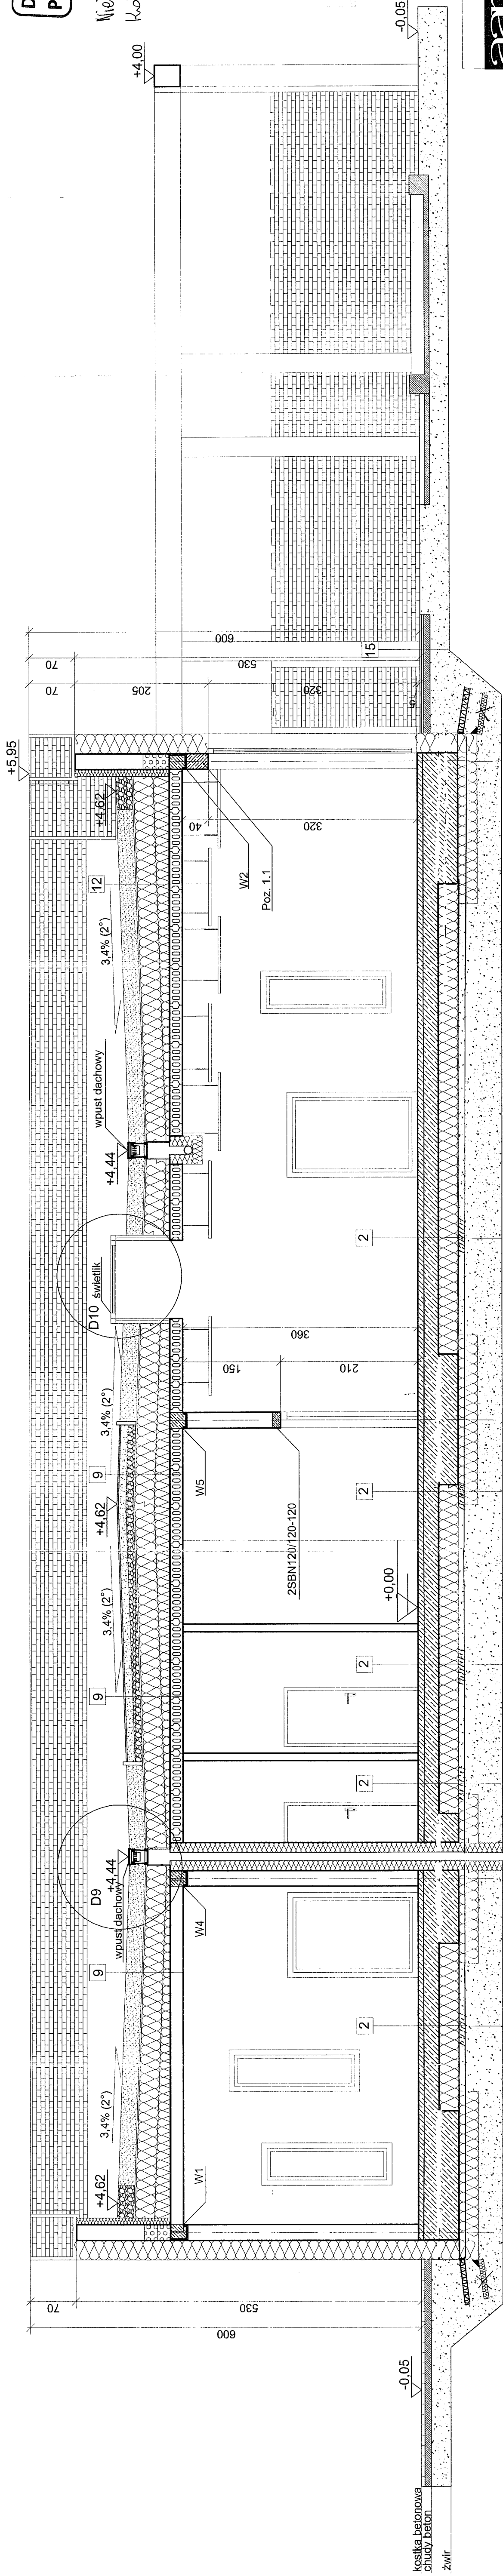 kostka betonowa
chudy beton
żwir
-0,05
600
70
530
+4,62
3,4% (2°)
W1
9
2
D9
wpust dachowy
+4,44
W4
2
9
3,4% (2°)
2
+4,62
9
+0,00
3,4% (2°)
2
W5
2SBN120/120-120
150
210
360
D10
świetlik
2
+4,44
wpust dachowy
3,4% (2°)
12
+4,62
W2
Poz. 1.1
40
320
+5,95
70
205
320
5
70
530
600
15
+4,00
-0,05
D
P